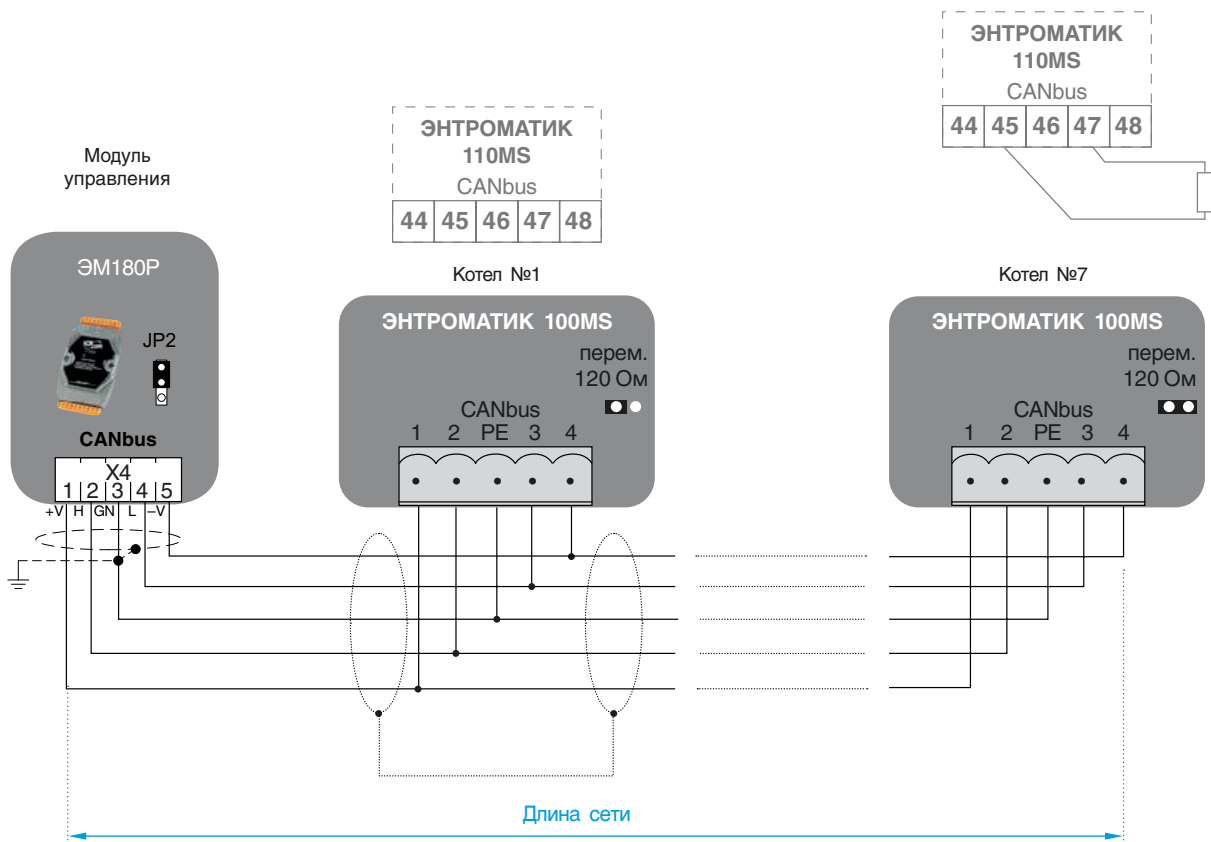 ЭНТРОМАТИК
110MS
CANbus
44 45 46 47 48
ЭНТРОМАТИК
110MS
CANbus
44 45 46 47 48
Модуль
управления
Котел №1
Котел №7
ЭМ180Р
JP2
CANbus
X4
1 2 3 4 5
+V H GN L –V
ЭНТРОМАТИК 100MS
перем.
120 Ом
CANbus
1 2 PE 3 4
ЭНТРОМАТИК 100MS
перем.
120 Ом
CANbus
1 2 PE 3 4
Длина сети